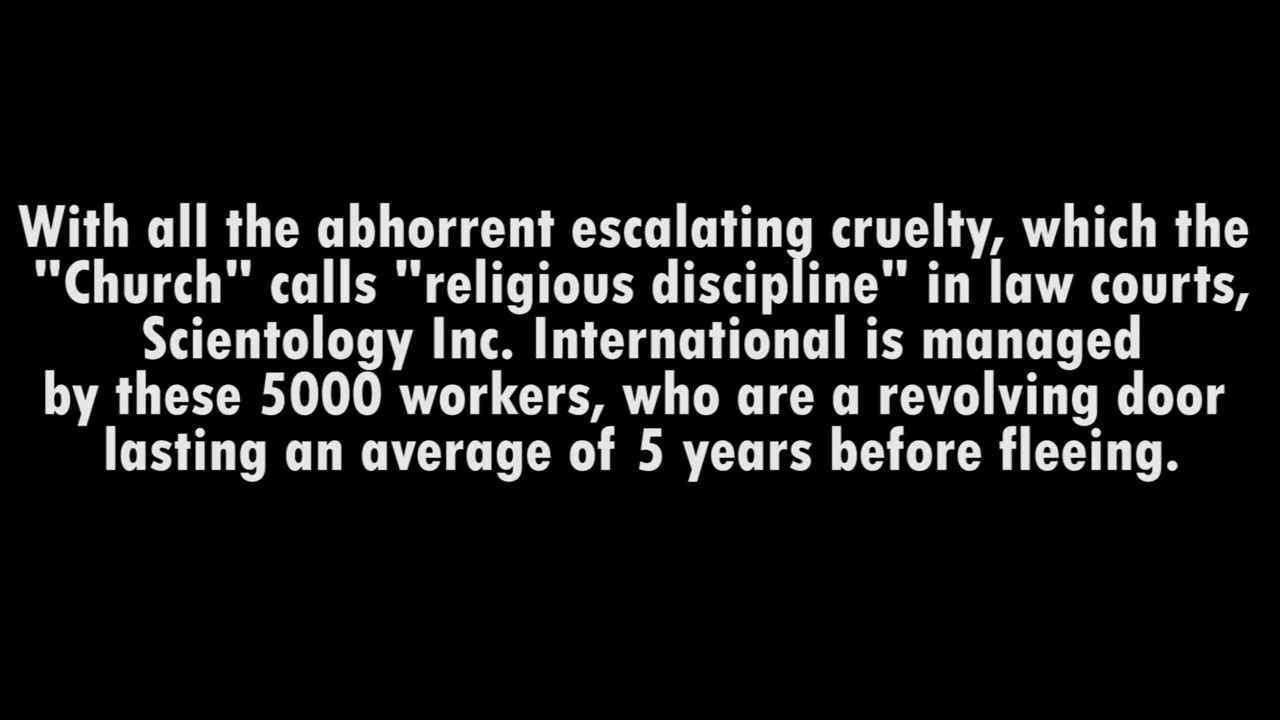 With all the abhorrent escalating cruelty, which the
"Church" calls "religious discipline" in law courts,
Scientology Inc. International is managed
by these 5000 workers, who are a revolving door
lasting an average of 5 years before fleeing.